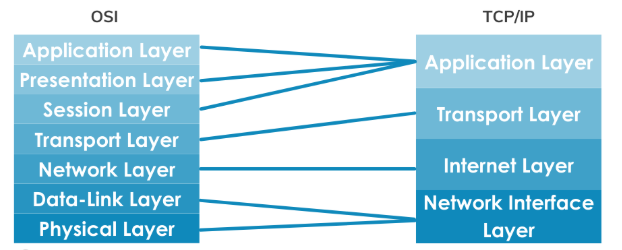 OSI
TCP/IP
Application Layer
Presentation Layer
Session Layer
Transport Layer
Network Layer
Data-Link Layer
Physical Layer
Application Layer
Transport Layer
Internet Layer
Network Interface
Layer